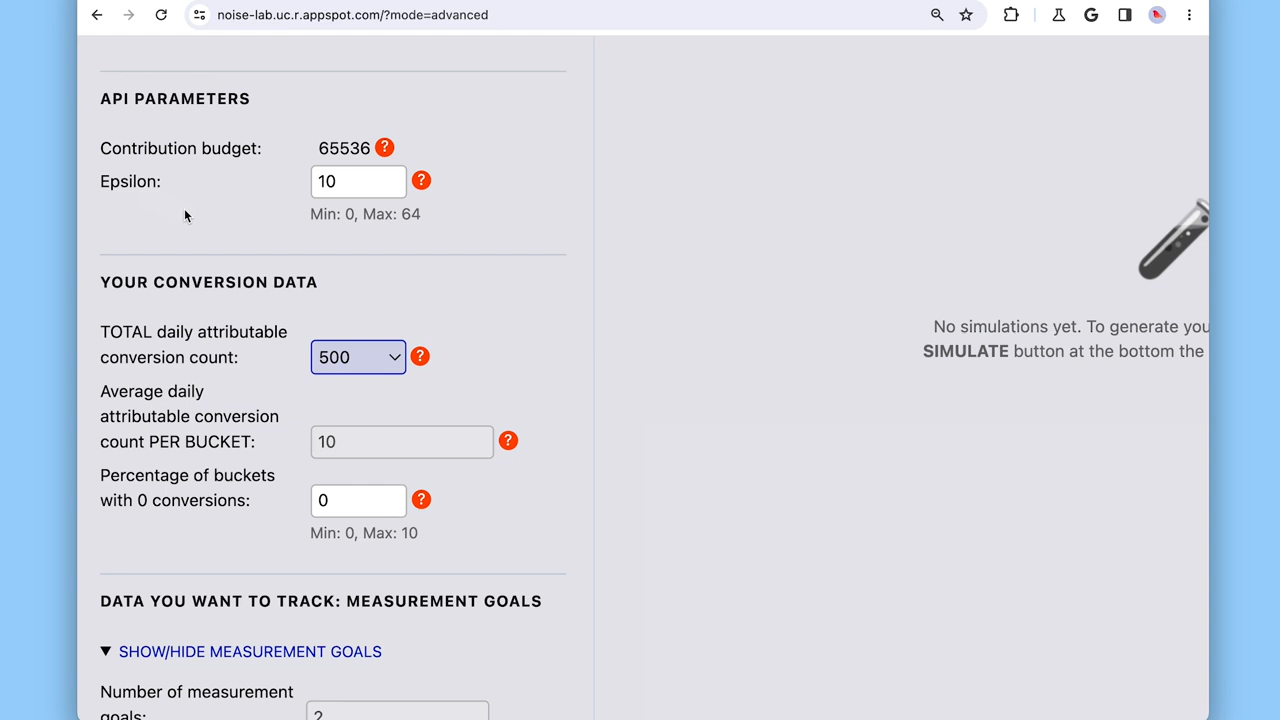 noise-lab.uc.r.appspot.com/?mode=advanced
API PARAMETERS
Contribution budget: 65536 ?
Epsilon: 10 ?
Min: 0, Max: 64
YOUR CONVERSION DATA
TOTAL daily attributable
conversion count: 500 ?
Average daily
attributable conversion
count PER BUCKET: 10 ?
Percentage of buckets
with 0 conversions: 0 ?
Min: 0, Max: 10
DATA YOU WANT TO TRACK: MEASUREMENT GOALS
SHOW/HIDE MEASUREMENT GOALS
Number of measurement
goals: 2
No simulations yet. To generate you
SIMULATE button at the bottom the